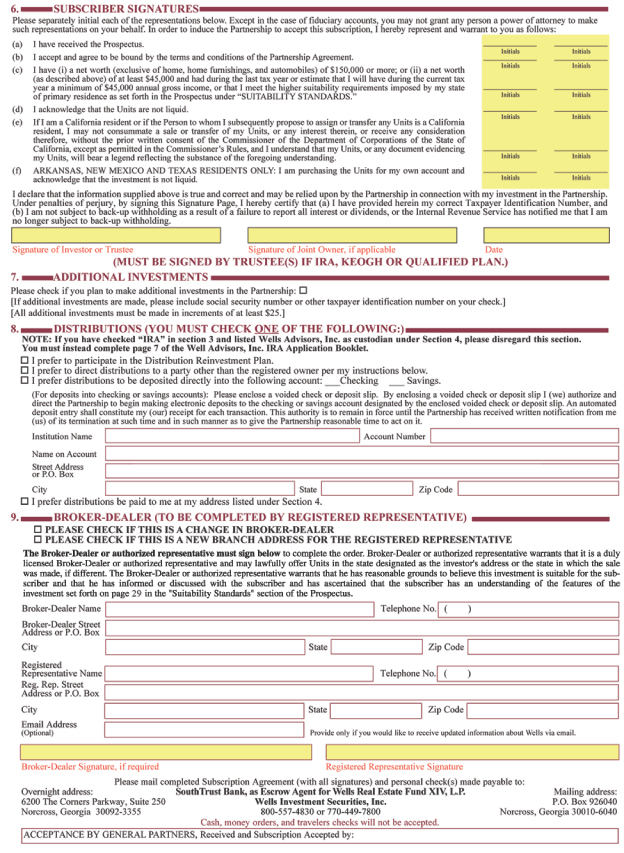 6. SUBSCRIBER SIGNATURES
Please separately initial each of the representations below. Except in the case of fiduciary accounts, you may not grant any person a power of attorney to make
such representations on your behalf. In order to induce the Partnership to accept this subscription, I hereby represent and warrant to you as follows:
(a) I have received the Prospectus.
Initials Initials
(b) I accept and agree to be bound by the terms and conditions of the Partnership Agreement.
Initials Initials
(c) I have (i) a net worth (exclusive of home, home furnishings, and automobiles) of $150,000 or more; or (ii) a net worth
(as described above) of at least $45,000 and had during the last tax year or estimate that I will have during the current tax
year a minimum of $45,000 annual gross income, or that I meet the higher suitability requirements imposed by my state
of primary residence as set forth in the Prospectus under “SUITABILITY STANDARDS.”
Initials Initials
(d) I acknowledge that the Units are not liquid.
Initials Initials
(e) If I am a California resident or if the Person to whom I subsequently propose to assign or transfer any Units is a California
resident, I may not consummate a sale or transfer of my Units, or any interest therein, or receive any consideration
therefore, without the prior written consent of the Commissioner of the Department of Corporations of the State of
California, except as permitted in the Commissioner's Rules, and I understand that my Units, or any document evidencing
my Units, will bear a legend reflecting the substance of the foregoing understanding.
Initials Initials
(f) ARKANSAS, NEW MEXICO AND TEXAS RESIDENTS ONLY: I am purchasing the Units for my own account and
acknowledge that the investment is not liquid.
Initials Initials
I declare that the information supplied above is true and correct and may be relied upon by the Partnership in connection with my investment in the Partnership.
Under penalties of perjury, by signing this Signature Page, I hereby certify that (a) I have provided herein my correct Taxpayer Identification Number, and
(b) I am not subject to back-up withholding as a result of a failure to report all interest or dividends, or the Internal Revenue Service has notified me that I am
no longer subject to back-up withholding.
Signature of Investor or Trustee Signature of Joint Owner, if applicable Date
(MUST BE SIGNED BY TRUSTEE(S) IF IRA, KEOGH OR QUALIFIED PLAN.)
7. ADDITIONAL INVESTMENTS
Please check if you plan to make additional investments in the Partnership: ☐
[If additional investments are made, please include social security number or other taxpayer identification number on your check.]
[All additional investments must be made in increments of at least $25.]
8. DISTRIBUTIONS (YOU MUST CHECK ONE OF THE FOLLOWING:)
NOTE: If you have checked “IRA” in section 3 and listed Wells Advisors, Inc. as custodian under Section 4, please disregard this section.
You must instead complete page 7 of the Well Advisors, Inc. IRA Application Booklet.
☐ I prefer to participate in the Distribution Reinvestment Plan.
☐ I prefer to direct distributions to a party other than the registered owner per my instructions below.
☐ I prefer distributions to be deposited directly into the following account: ___Checking ___ Savings.
(For deposits into checking or savings accounts): Please enclose a voided check or deposit slip. By enclosing a voided check or deposit slip I (we) authorize and
direct the Partnership to begin making electronic deposits to the checking or savings account designated by the enclosed voided check or deposit slip. An automated
deposit entry shall constitute my (our) receipt for each transaction. This authority is to remain in force until the Partnership has received written notification from me
(us) of its termination at such time and in such manner as to give the Partnership reasonable time to act on it.
Institution Name Account Number
Name on Account
Street Address
or P.O. Box
City State Zip Code
☐ I prefer distributions be paid to me at my address listed under Section 4.
9. BROKER-DEALER (TO BE COMPLETED BY REGISTERED REPRESENTATIVE)
☐ PLEASE CHECK IF THIS IS A CHANGE IN BROKER-DEALER
☐ PLEASE CHECK IF THIS IS A NEW BRANCH ADDRESS FOR THE REGISTERED REPRESENTATIVE
The Broker-Dealer or authorized representative must sign below to complete the order. Broker-Dealer or authorized representative warrants that it is a duly
licensed Broker-Dealer or authorized representative and may lawfully offer Units in the state designated as the investor's address or the state in which the sale
was made, if different. The Broker-Dealer or authorized representative warrants that he has reasonable grounds to believe this investment is suitable for the sub-
scriber and that he has informed or discussed with the subscriber and has ascertained that the subscriber has an understanding of the features of the
investment set forth on page 29 in the "Suitability Standards" section of the Prospectus.
Broker-Dealer Name Telephone No. ( )
Broker-Dealer Street
Address or P.O. Box
City State Zip Code
Registered
Representative Name Telephone No. ( )
Reg. Rep. Street
Address or P.O. Box
City State Zip Code
Email Address
(Optional) Provide only if you would like to receive updated information about Wells via email.
Broker-Dealer Signature, if required Registered Representative Signature
Please mail completed Subscription Agreement (with all signatures) and personal check(s) made payable to:
Overnight address: SouthTrust Bank, as Escrow Agent for Wells Real Estate Fund XIV, L.P. Mailing address:
6200 The Corners Parkway, Suite 250 Wells Investment Securities, Inc. P.O. Box 926040
Norcross, Georgia 30092-3355 800-557-4830 or 770-449-7800 Norcross, Georgia 30010-6040
Cash, money orders, and travelers checks will not be accepted.
ACCEPTANCE BY GENERAL PARTNERS, Received and Subscription Accepted by: